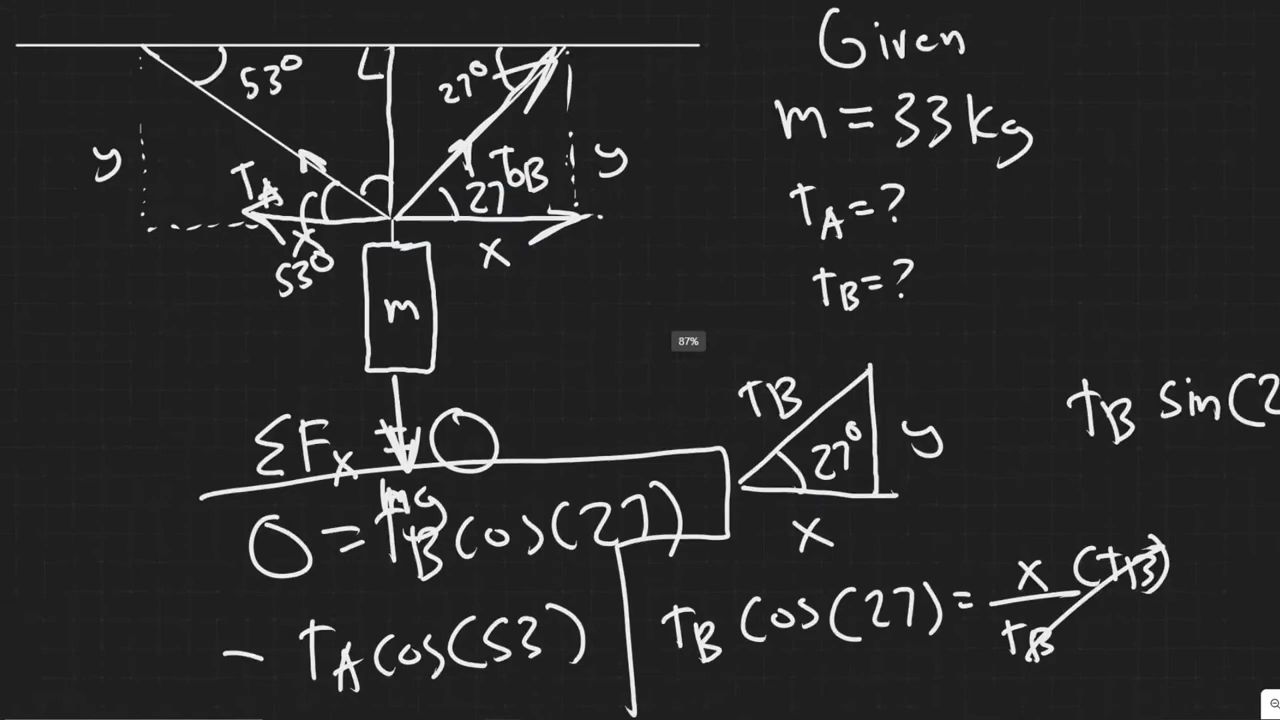 Given
m = 33 kg
TA = ?
TB = ?
53°
27°
y
y
TA
TB
27°
x
x
53°
m
mg
ΣFx = 0
0 = TB cos(27)
- TA cos(53)
TB
27°
y
x
TB sin(2
TB cos(27) = x (TB)
TB
87%